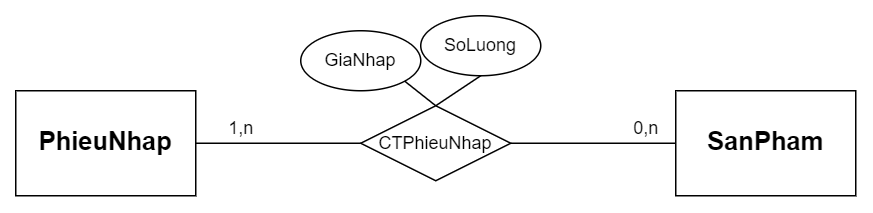 GiaNhap
SoLuong
PhieuNhap
1,n
CTPhieuNhap
0,n
SanPham